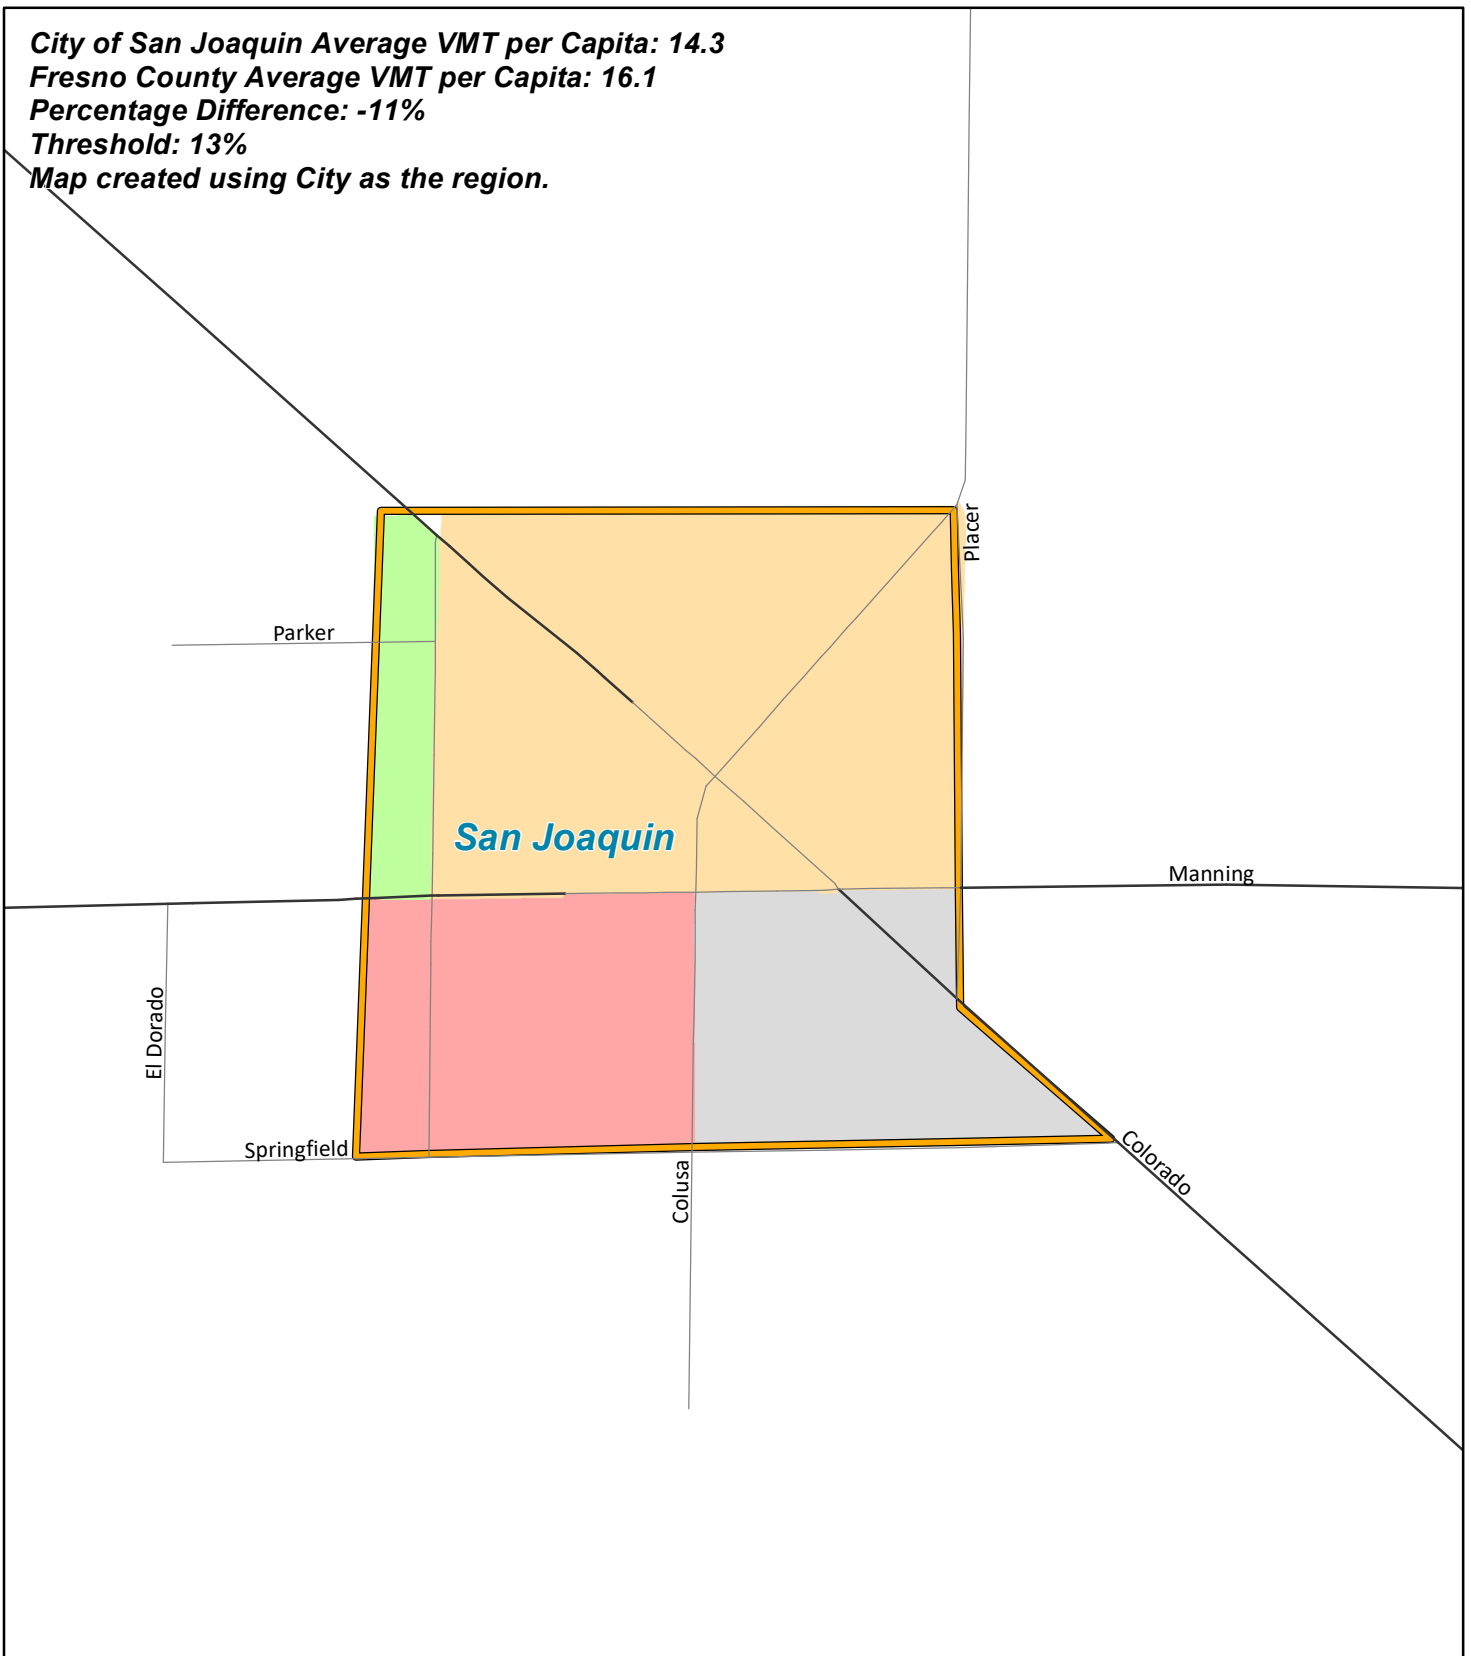 City of San Joaquin Average VMT per Capita: 14.3
Fresno County Average VMT per Capita: 16.1
Percentage Difference: -11%
Threshold: 13%
Map created using City as the region.
Placer
Parker
San Joaquin
Manning
El Dorado
Springfield
Colusa
Colorado